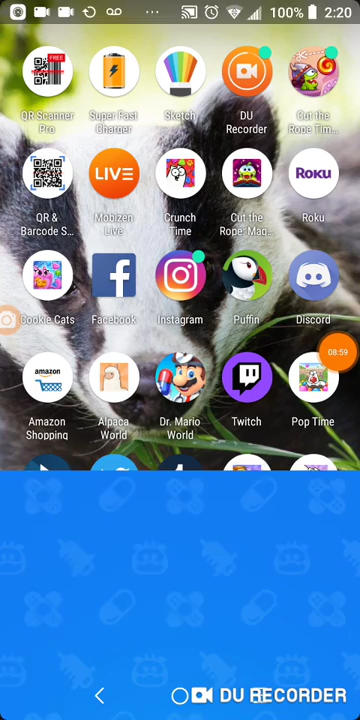 100% 2:20
FREE
QR Scanner Pro
Super Fast Charger
Sketch
DU Recorder
Cut the Rope Tim...
QR & Barcode S...
LIVE
Mobizen Live
Crunch Time
Cut the Rope: Mag...
Roku
Roku
Cookie Cats
Facebook
Instagram
Puffin
Discord
08:59
amazon
Amazon Shopping
Alpaca World
Dr. Mario World
Twitch
Pop Time
DU RECORDER